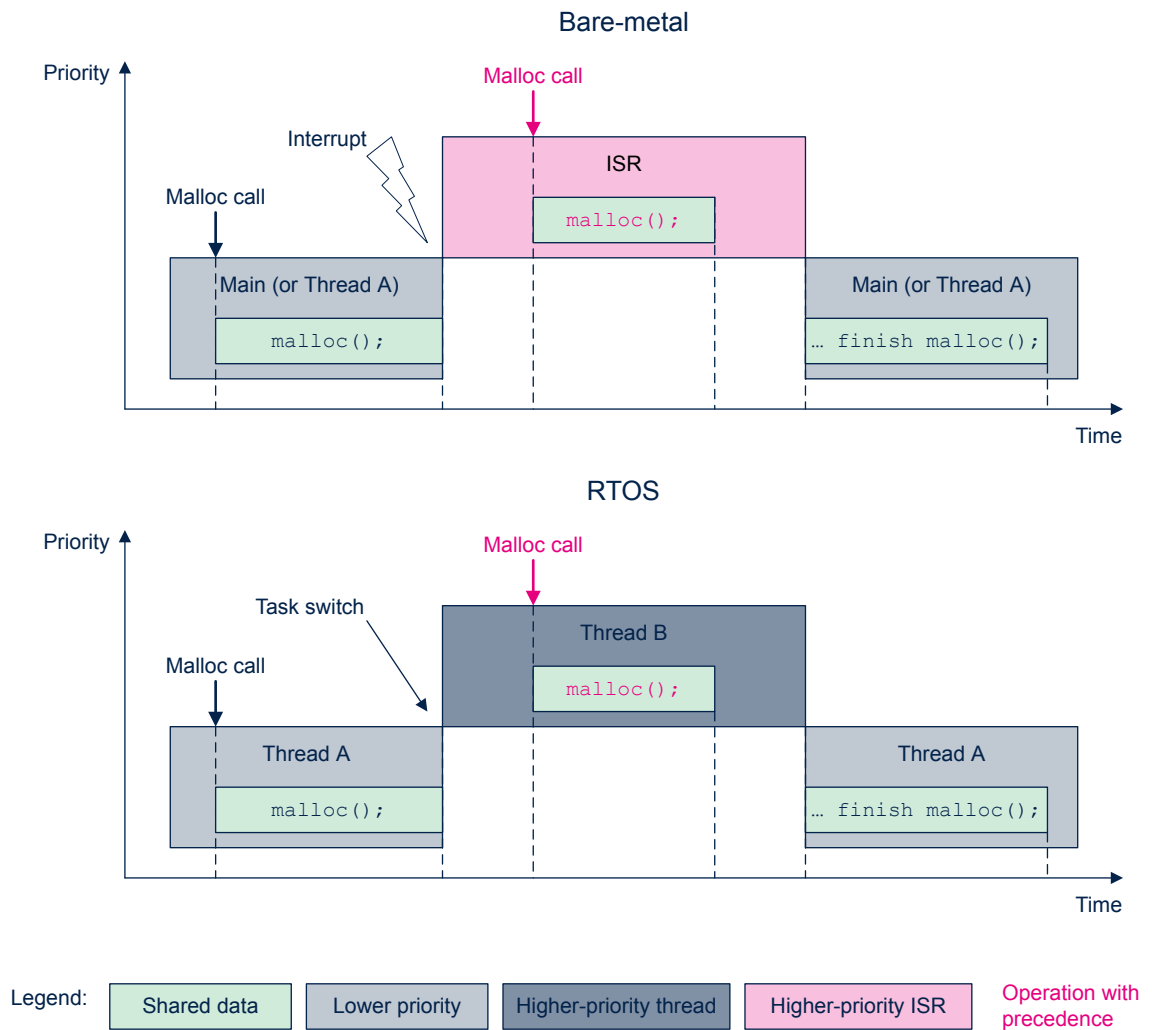 Bare-metal
Priority
Malloc call
Interrupt
ISR
Malloc call
malloc();
Main (or Thread A)
Main (or Thread A)
malloc();
… finish malloc();
Time
RTOS
Priority
Malloc call
Task switch
Thread B
Malloc call
malloc();
Thread A
Thread A
malloc();
… finish malloc();
Time
Legend:
Shared data
Lower priority
Higher-priority thread
Higher-priority ISR
Operation with
precedence